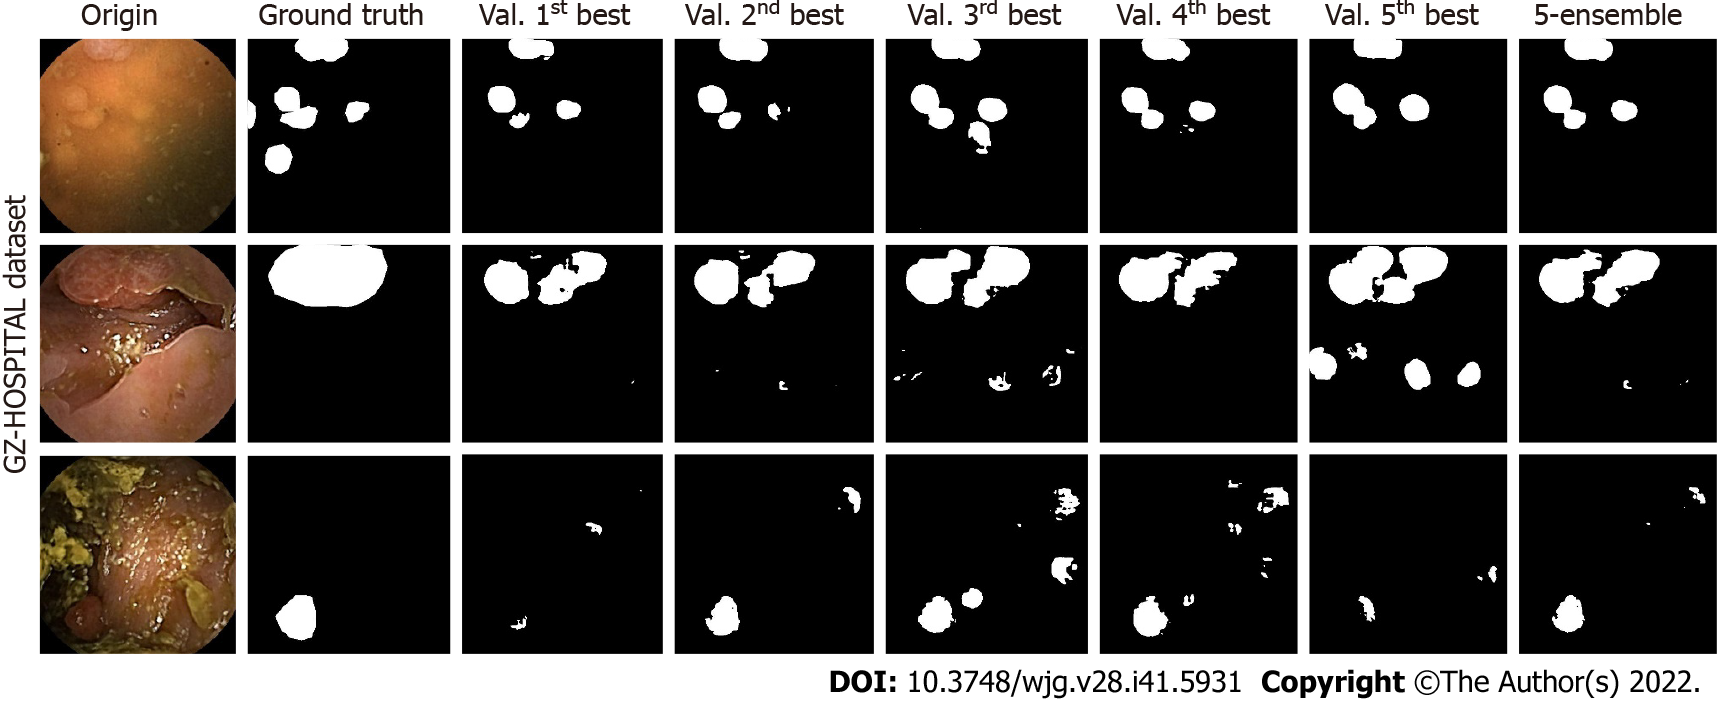 Origin Ground truth Val. 1st best Val. 2nd best Val. 3rd best Val. 4th best Val. 5th best 5-ensemble
GZ-HOSPITAL dataset
DOI: 10.3748/wjg.v28.i41.5931 Copyright ©The Author(s) 2022.